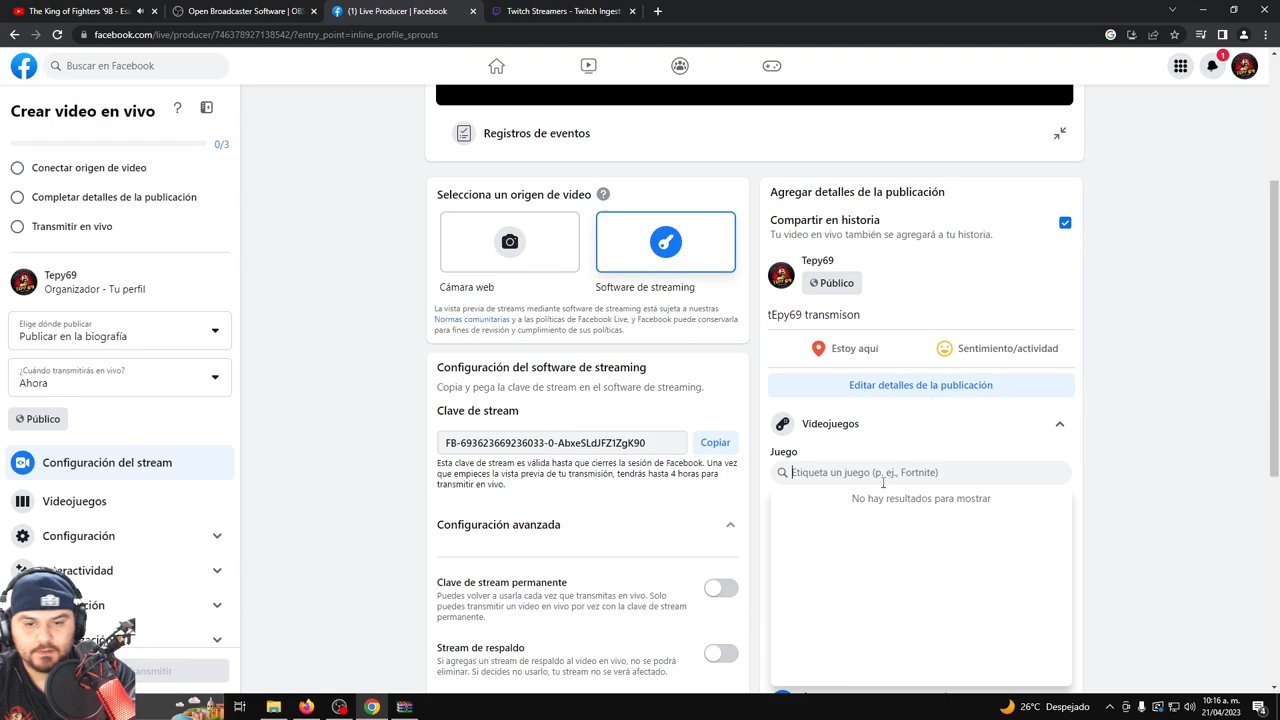 The King of Fighters '98 - Esa
Open Broadcaster Software | OBS
(1) Live Producer | Facebook
Twitch Streamers - Twitch Ingest
facebook.com/live/producer/746378927138542/?entry_point=inline_profile_sprouts
Buscar en Facebook
1
Crear video en vivo
0/3
Conectar origen de video
Completar detalles de la publicación
Transmitir en vivo
Tepy69
Organizador - Tu perfil
Elige dónde publicar
Publicar en la biografía
¿Cuándo transmitirás en vivo?
Ahora
Público
Configuración del stream
Videojuegos
Configuración
Registros de eventos
Selecciona un origen de video
Cámara web
Software de streaming
La vista previa de streams mediante software de streaming está sujeta a nuestras
Normas comunitarias y a las políticas de Facebook Live, y Facebook puede conservarla
para fines de revisión y cumplimiento de sus políticas.
Configuración del software de streaming
Copia y pega la clave de stream en el software de streaming.
Clave de stream
FB-693623669236033-0-AbxeSLdJFZ1ZgK90
Copiar
Esta clave de stream es válida hasta que cierres la sesión de Facebook. Una vez
que empieces la vista previa de tu transmisión, tendrás hasta 4 horas para
transmitir en vivo.
Configuración avanzada
Clave de stream permanente
Puedes volver a usarla cada vez que transmitas en vivo. Solo
puedes transmitir un video en vivo por vez con la clave de stream
permanente.
Stream de respaldo
Si agregas un stream de respaldo al video en vivo, no se podrá
eliminar. Si decides no usarlo, tu stream no se verá afectado.
Agregar detalles de la publicación
Compartir en historia
Tu video en vivo también se agregará a tu historia.
Tepy69
Público
tEpy69 transmison
Estoy aquí
Sentimiento/actividad
Editar detalles de la publicación
Videojuegos
Juego
Etiqueta un juego (p. ej., Fortnite)
No hay resultados para mostrar
26°C Despejado
10:16 a. m.
21/04/2023
4